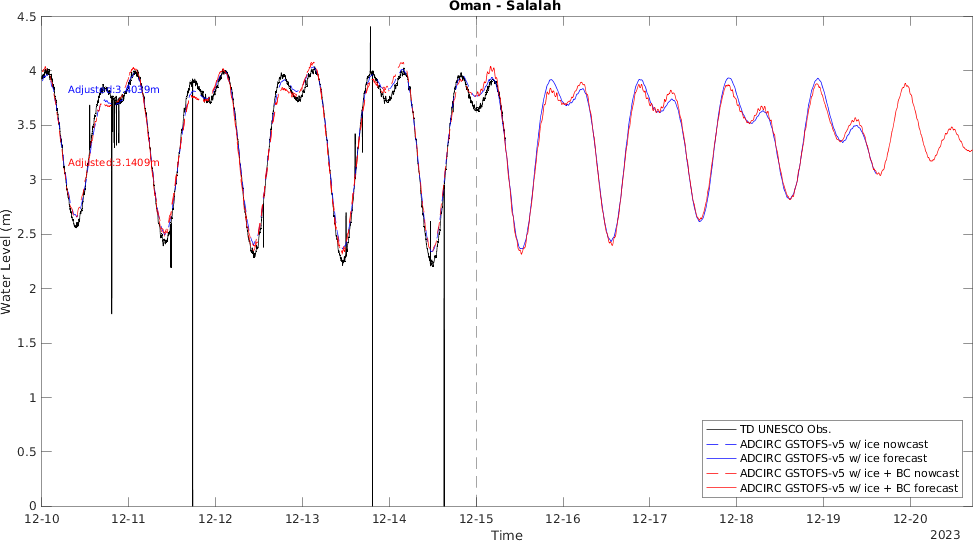 Oman - Salalah
Water Level (m)
4.5
4
3.5
3
2.5
2
1.5
1
0.5
0
Adjusted:3.1409m
12-10 12-11 12-12 12-13 12-14 12-15 12-16 12-17 12-18 12-19 12-20
Time
2023
TD UNESCO Obs.
ADCIRC GSTOFS-v5 w/ ice nowcast
ADCIRC GSTOFS-v5 w/ ice forecast
ADCIRC GSTOFS-v5 w/ ice + BC nowcast
ADCIRC GSTOFS-v5 w/ ice + BC forecast